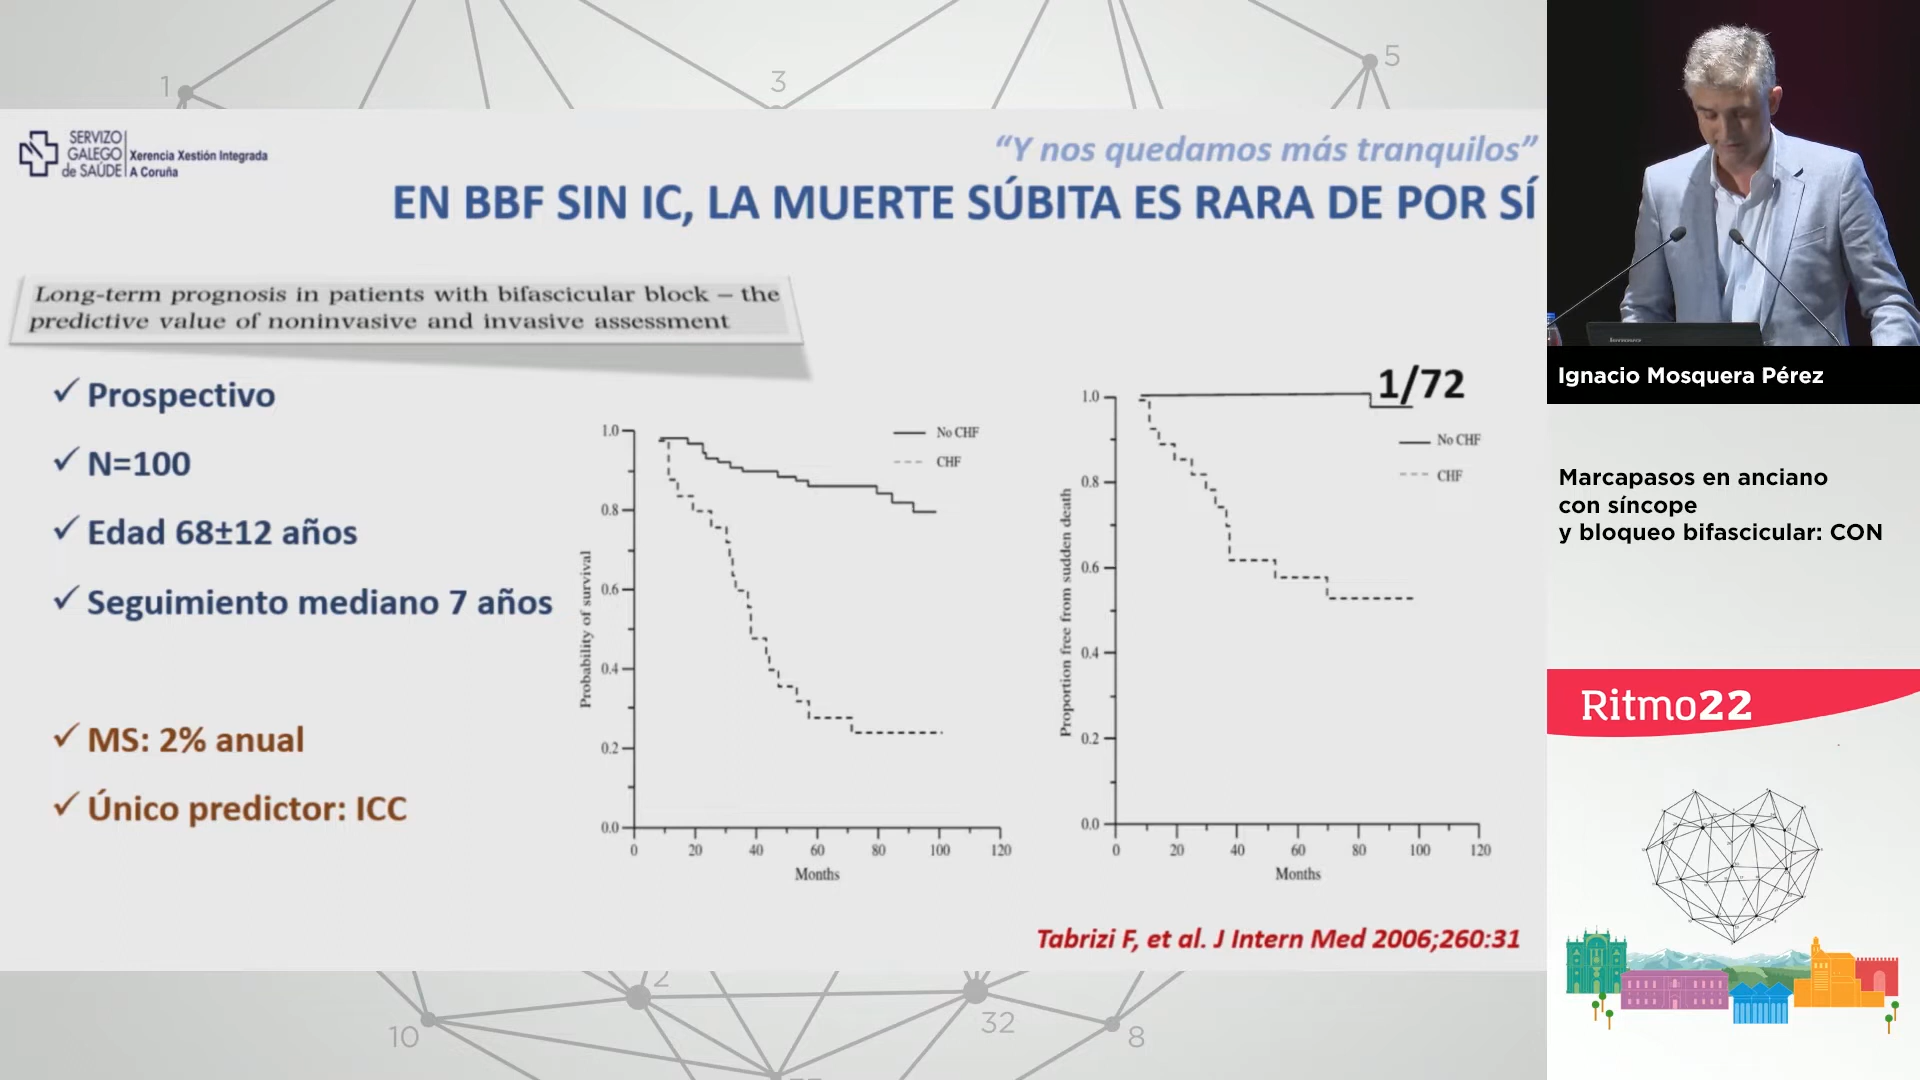 1
3
5
SERVIZO
GALEGO
de SAÚDE
Xerencia Xestión Integrada
A Coruña
“Y nos quedamos más tranquilos”
EN BBF SIN IC, LA MUERTE SÚBITA ES RARA DE POR SÍ
Long-term prognosis in patients with bifascicular block – the
predictive value of noninvasive and invasive assessment
✓ Prospectivo
✓ N=100
✓ Edad 68±12 años
✓ Seguimiento mediano 7 años
✓ MS: 2% anual
✓ Único predictor: ICC
Probability of survival
1.0
0.8
0.6
0.4
0.2
0.0
No CHF
CHF
0 20 40 60 80 100 120
Months
Proportion free from sudden death
1/72
1.0
0.8
0.6
0.4
0.2
0.0
No CHF
CHF
0 20 40 60 80 100 120
Months
Tabrizi F, et al. J Intern Med 2006;260:31
2
10
32
8
Ignacio Mosquera Pérez
Marcapasos en anciano
con síncope
y bloqueo bifascicular: CON
Ritmo22